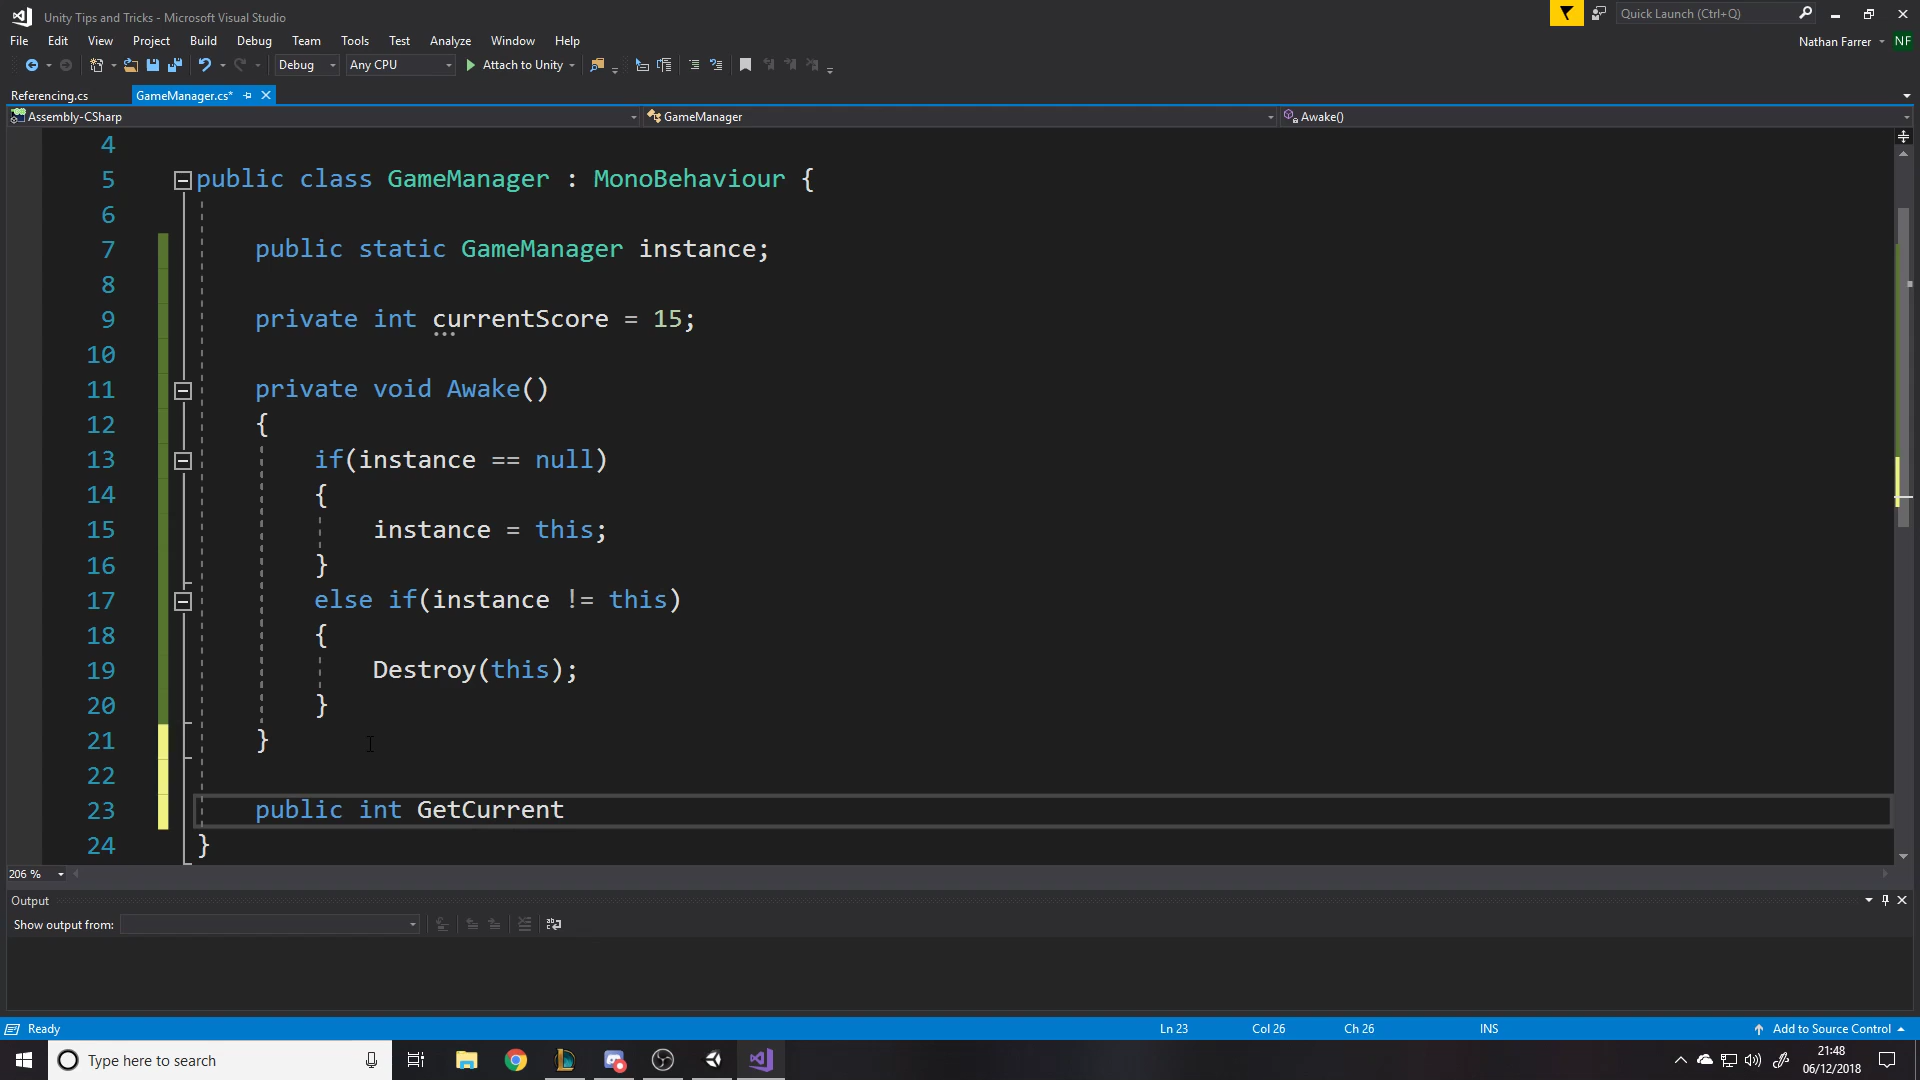 Unity Tips and Tricks - Microsoft Visual Studio
Quick Launch (Ctrl+Q)
File Edit View Project Build Debug Team Tools Test Analyze Window Help
Nathan Farrer NF
Debug Any CPU Attach to Unity
Referencing.cs GameManager.cs*
Assembly-CSharp GameManager Awake()
4
5 public class GameManager : MonoBehaviour {
6
7 public static GameManager instance;
8
9 private int currentScore = 15;
10
11 private void Awake()
12 {
13 if(instance == null)
14 {
15 instance = this;
16 }
17 else if(instance != this)
18 {
19 Destroy(this);
20 }
21 }
22
23 public int GetCurrent
24 }
206 %
Output
Show output from:
Ready Ln 23 Col 26 Ch 26 INS Add to Source Control
Type here to search
21:48
06/12/2018